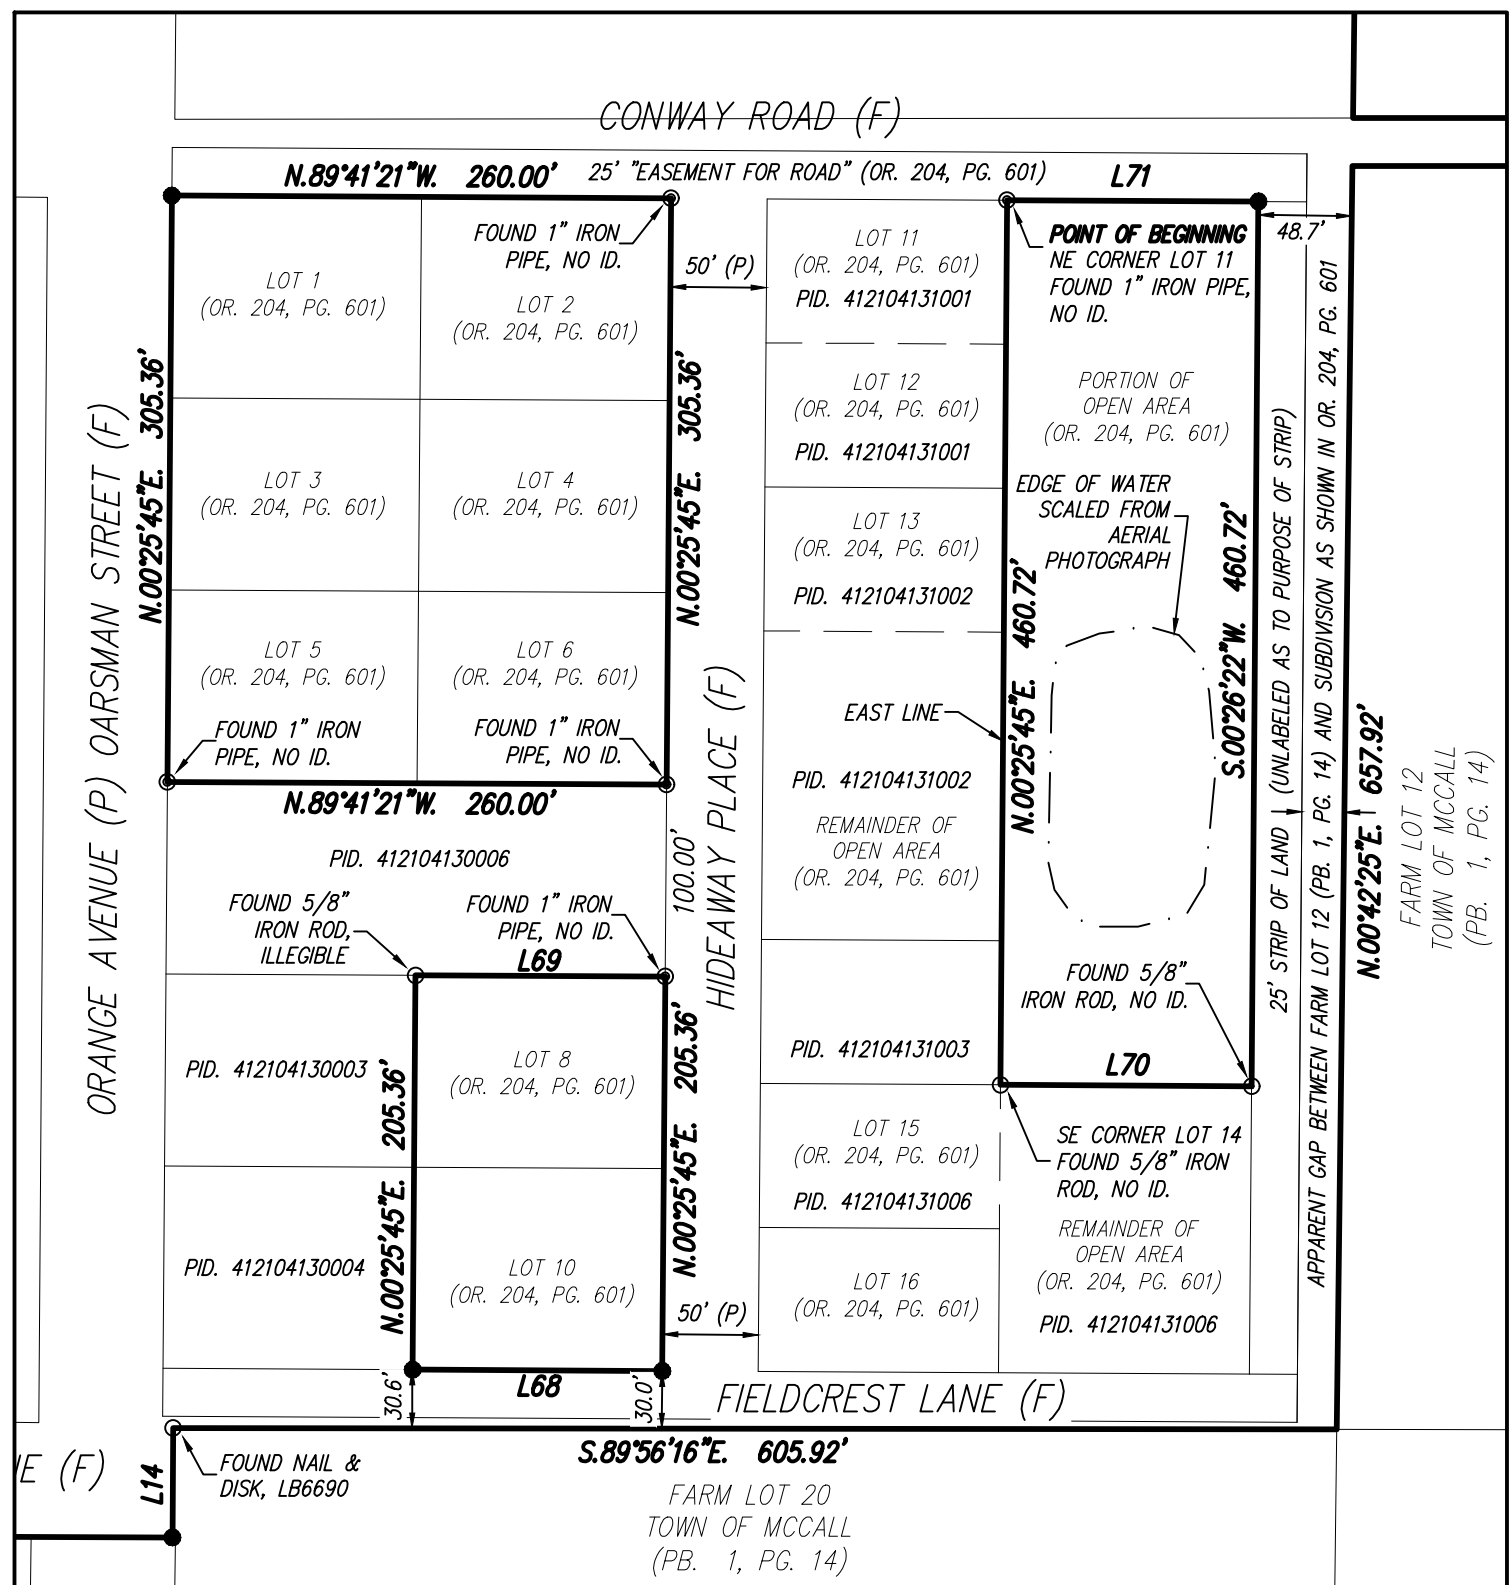 CONWAY ROAD (F)
N.89°41'21"W. 260.00'
25' "EASEMENT FOR ROAD" (OR. 204, PG. 601)
L71
FOUND 1" IRON
PIPE, NO ID.
LOT 1
(OR. 204, PG. 601)
LOT 2
(OR. 204, PG. 601)
50' (P)
LOT 11
(OR. 204, PG. 601)
PID. 412104131001
POINT OF BEGINNING
NE CORNER LOT 11
FOUND 1" IRON PIPE,
NO ID.
48.7'
N.00°25'45"E. 305.36'
N.00°25'45"E. 305.36'
LOT 12
(OR. 204, PG. 601)
PID. 412104131001
PORTION OF
OPEN AREA
(OR. 204, PG. 601)
LOT 3
(OR. 204, PG. 601)
LOT 4
(OR. 204, PG. 601)
LOT 13
(OR. 204, PG. 601)
PID. 412104131002
EDGE OF WATER
SCALED FROM
AERIAL
PHOTOGRAPH
N.00°25'45"E. 460.72'
S.00°26'22"W. 460.72'
25' STRIP OF LAND (UNLABELED AS TO PURPOSE OF STRIP)
APPARENT GAP BETWEEN FARM LOT 12 (PB. 1, PG. 14) AND SUBDIVISION AS SHOWN IN OR. 204, PG. 601
N.00°42'25"E. 657.92'
FARM LOT 12
TOWN OF MCCALL
(PB. 1, PG. 14)
ORANGE AVENUE (P) OARSMAN STREET (F)
LOT 5
(OR. 204, PG. 601)
LOT 6
(OR. 204, PG. 601)
FOUND 1" IRON
PIPE, NO ID.
FOUND 1" IRON
PIPE, NO ID.
N.89°41'21"W. 260.00'
HIDEAWAY PLACE (F)
EAST LINE
PID. 412104131002
REMAINDER OF
OPEN AREA
(OR. 204, PG. 601)
PID. 412104130006
100.00'
FOUND 5/8"
IRON ROD,
ILLEGIBLE
FOUND 1" IRON
PIPE, NO ID.
L69
FOUND 5/8"
IRON ROD, NO ID.
PID. 412104130003
N.00°25'45"E. 205.36'
LOT 8
(OR. 204, PG. 601)
N.00°25'45"E. 205.36'
PID. 412104131003
L70
LOT 15
(OR. 204, PG. 601)
PID. 412104131006
SE CORNER LOT 14
FOUND 5/8" IRON
ROD, NO ID.
PID. 412104130004
LOT 10
(OR. 204, PG. 601)
50' (P)
LOT 16
(OR. 204, PG. 601)
REMAINDER OF
OPEN AREA
(OR. 204, PG. 601)
PID. 412104131006
30.6'
L68
30.0'
FIELDCREST LANE (F)
S.89°56'16"E. 605.92'
E (F)
L14
FOUND NAIL &
DISK, LB6690
FARM LOT 20
TOWN OF MCCALL
(PB. 1, PG. 14)